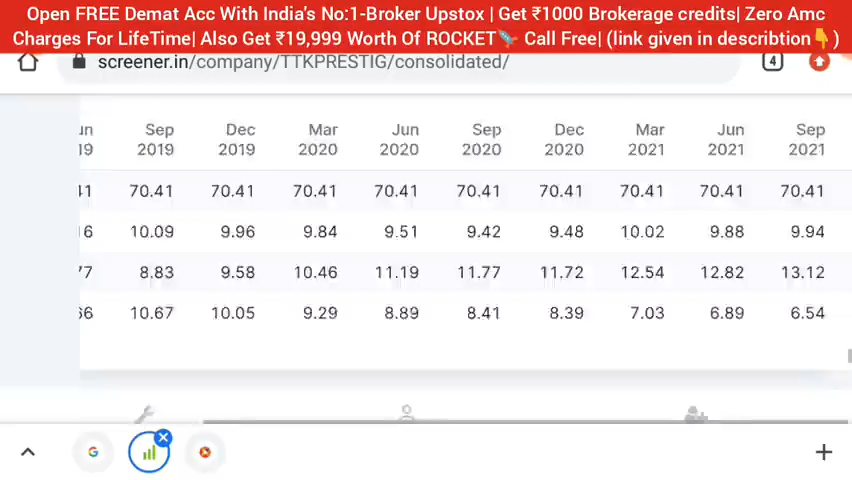 Open FREE Demat Acc With India's No:1-Broker Upstox | Get ₹1000 Brokerage credits| Zero Amc
Charges For LifeTime| Also Get ₹19,999 Worth Of ROCKET🚀 Call Free| (link given in describtion👇)
screener.in/company/TTKPRESTIG/consolidated/
4
un Sep Dec Mar Jun Sep Dec Mar Jun Sep
19 2019 2019 2020 2020 2020 2020 2021 2021 2021
41 70.41 70.41 70.41 70.41 70.41 70.41 70.41 70.41 70.41
16 10.09 9.96 9.84 9.51 9.42 9.48 10.02 9.88 9.94
77 8.83 9.58 10.46 11.19 11.77 11.72 12.54 12.82 13.12
66 10.67 10.05 9.29 8.89 8.41 8.39 7.03 6.89 6.54
G